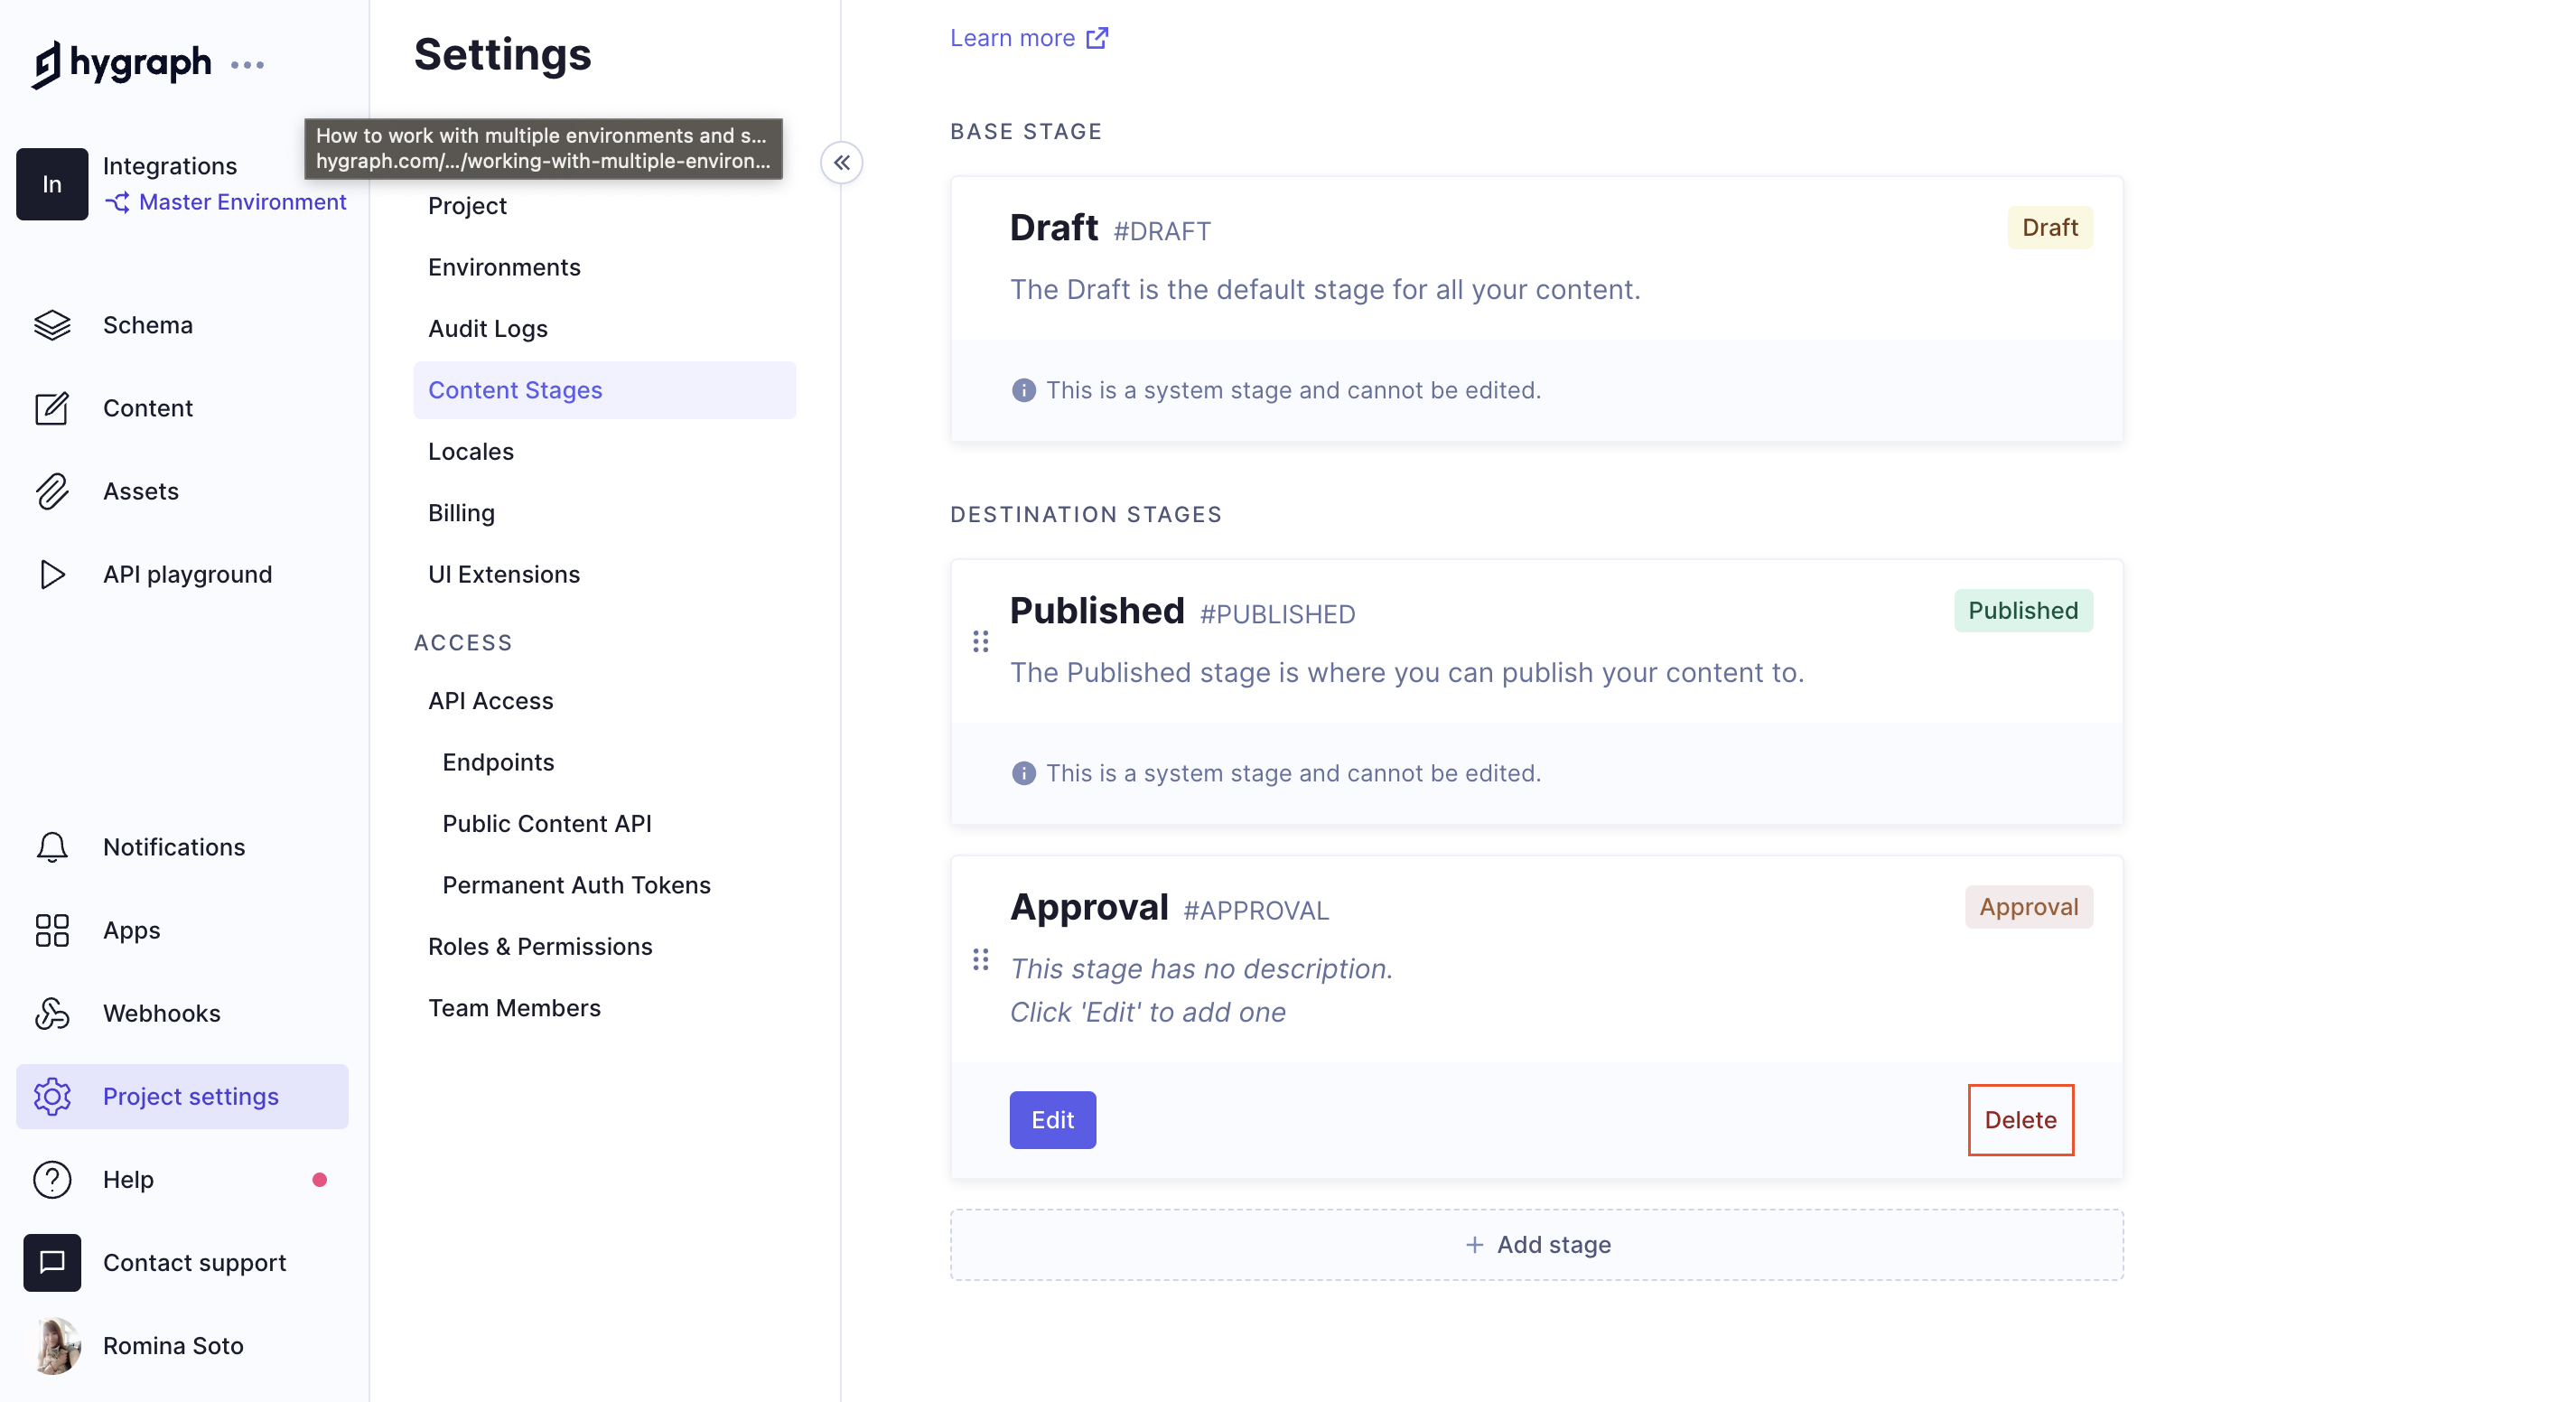 hygraph
In
Integrations
Master Environment
Schema
Content
Assets
API playground
Notifications
Apps
Webhooks
Project settings
Help
Contact support
Romina Soto
Settings
How to work with multiple environments and s...
hygraph.com/.../working-with-multiple-environ...
Project
Environments
Audit Logs
Content Stages
Locales
Billing
UI Extensions
ACCESS
API Access
Endpoints
Public Content API
Permanent Auth Tokens
Roles & Permissions
Team Members
Learn more
BASE STAGE
Draft #DRAFT
Draft
The Draft is the default stage for all your content.
This is a system stage and cannot be edited.
DESTINATION STAGES
Published #PUBLISHED
Published
The Published stage is where you can publish your content to.
This is a system stage and cannot be edited.
Approval #APPROVAL
Approval
This stage has no description.
Click 'Edit' to add one
Edit
Delete
+ Add stage